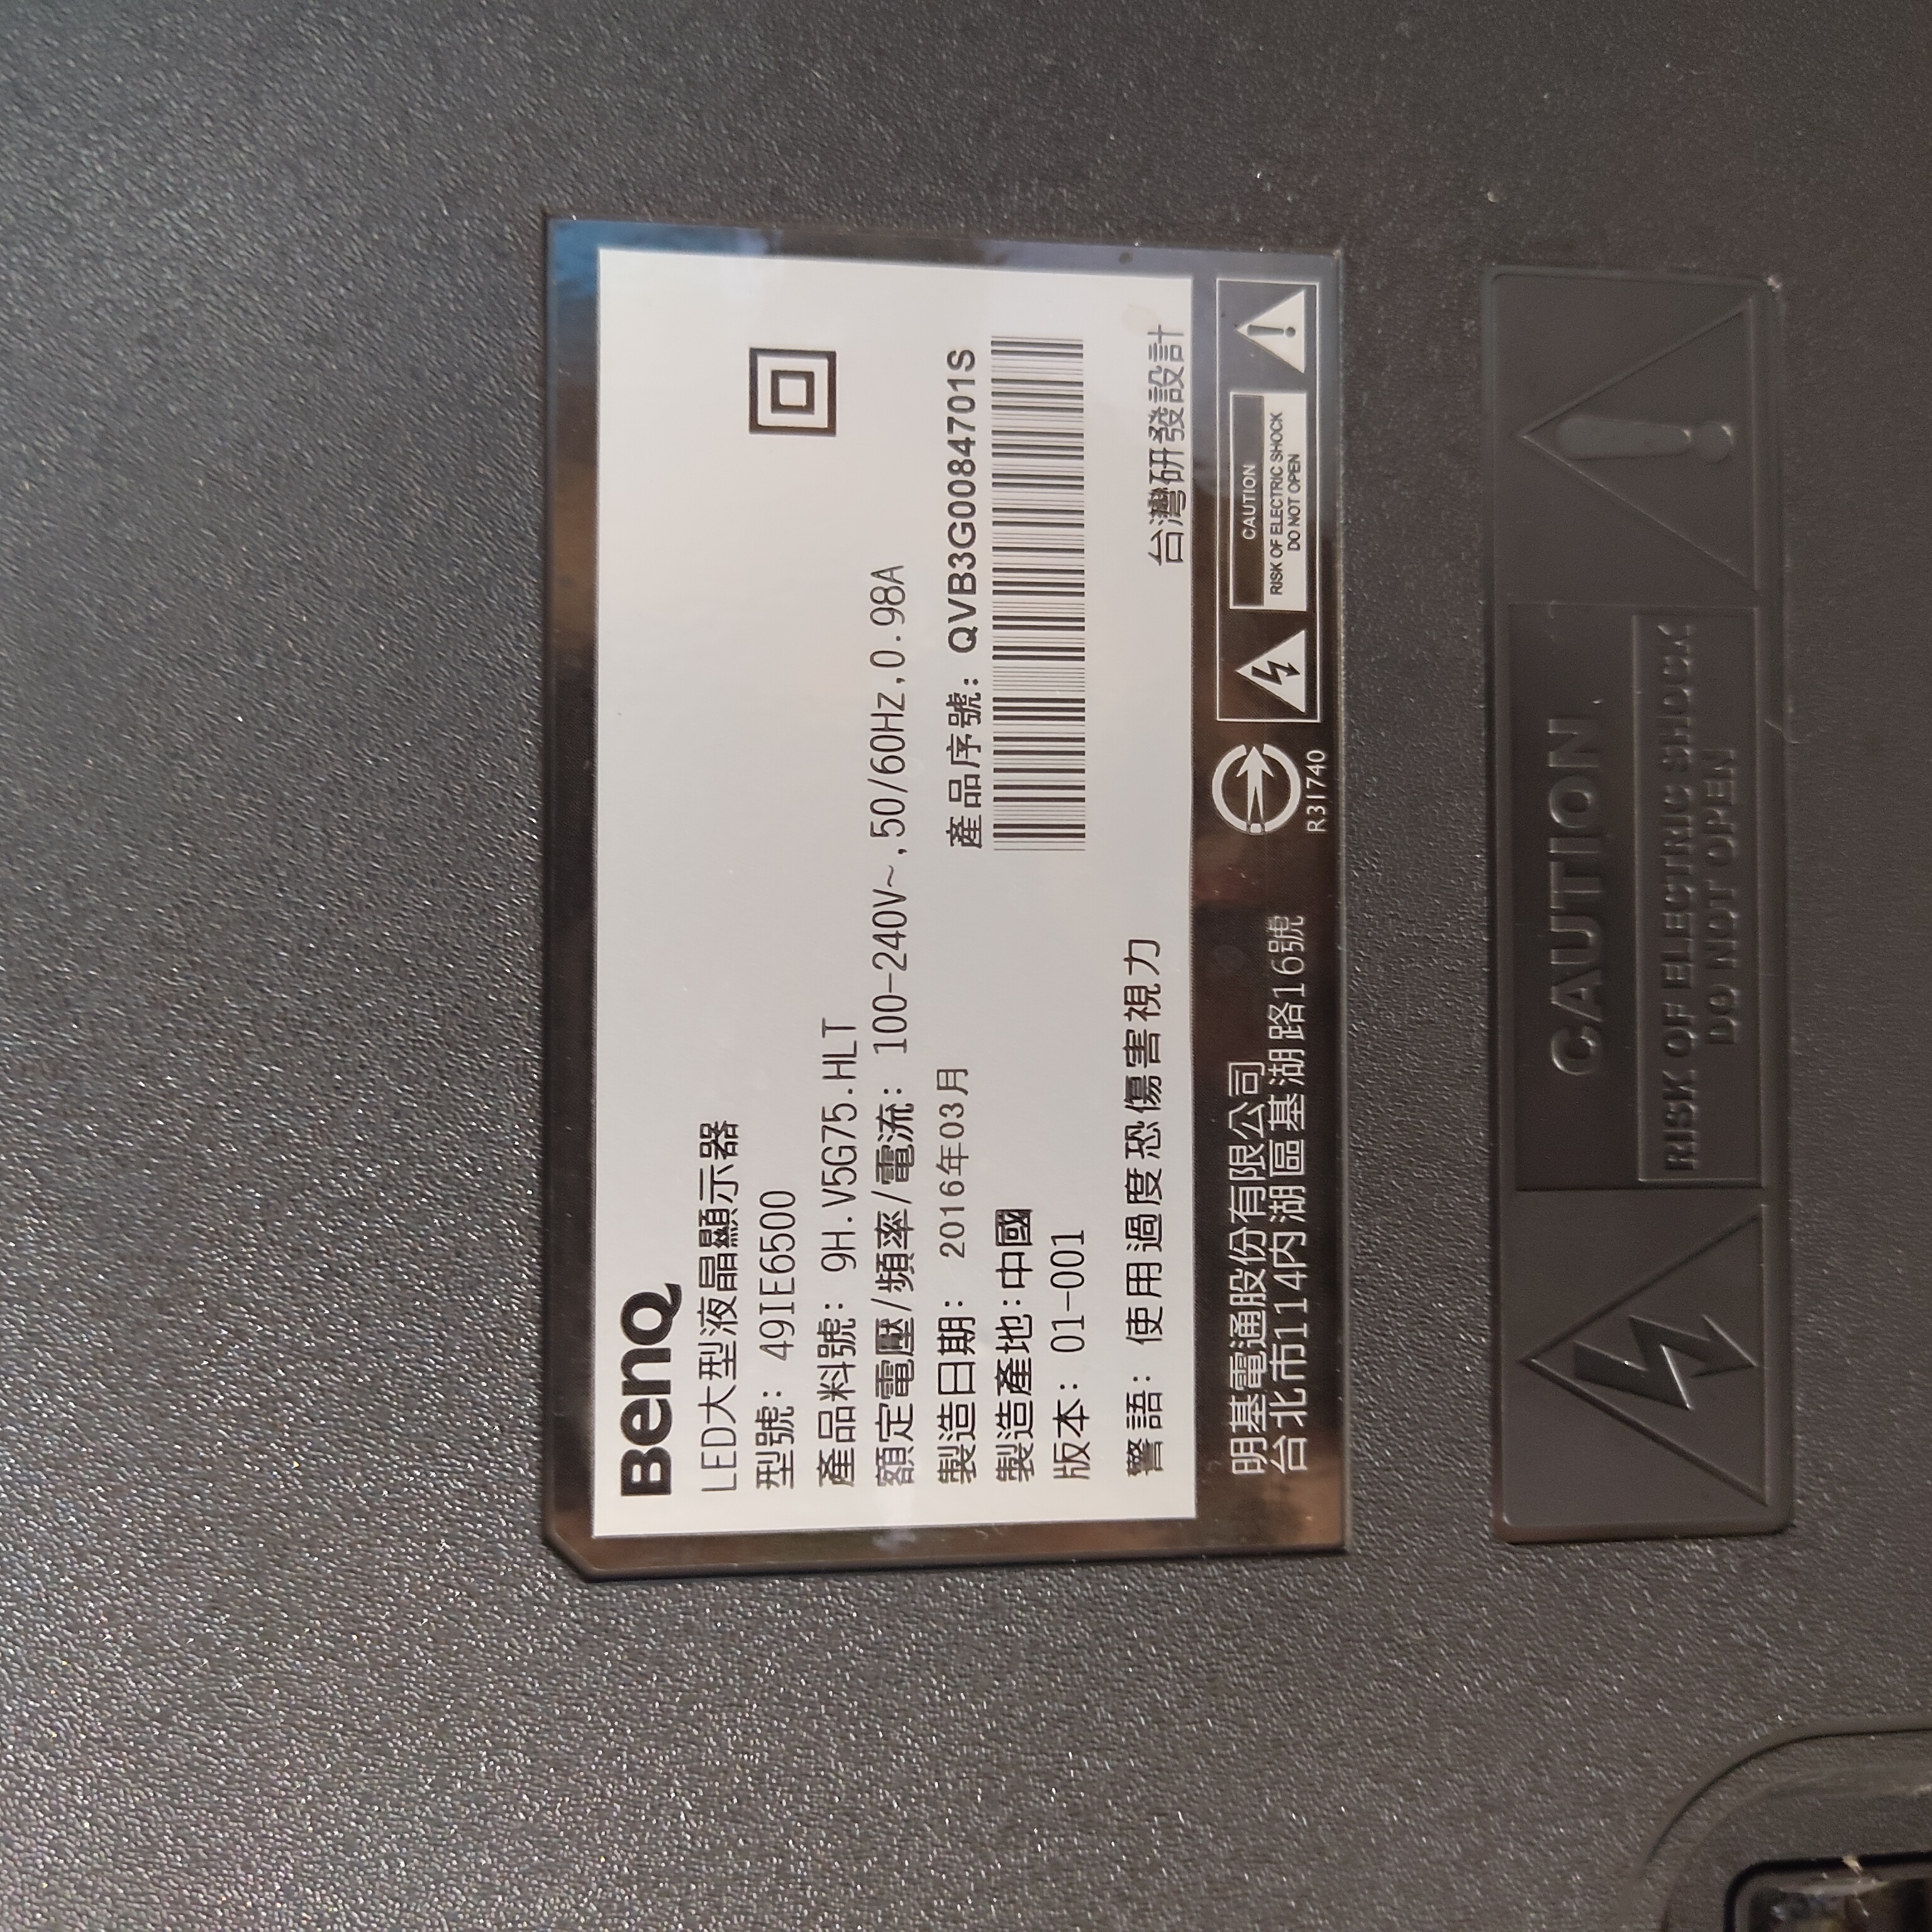 BenQ
LED大型液晶顯示器
型號: 49IE6500
產品料號: 9H.V5G75.HLT
額定電壓/頻率/電流: 100-240V~,50/60Hz,0.98A
製造日期: 2016年03月
產品序號: QVB3G0084701S
製造產地:中國
版本: 01-001
警語: 使用過度恐傷害視力
台灣研發設計
明基電通股份有限公司
台北市114內湖區基湖路16號
R31740
CAUTION
RISK OF ELECTRIC SHOCK
DO NOT OPEN
CAUTION
RISK OF ELECTRIC SHOCK
DO NOT OPEN